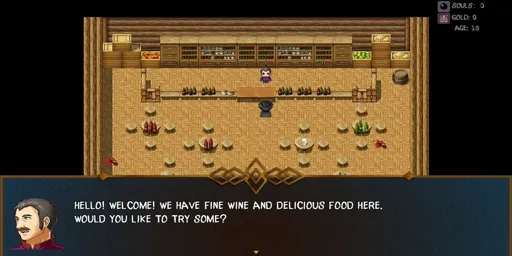 SOULS: 0
GOLD: 0
AGE: 15
HELLO! WELCOME! WE HAVE FINE WINE AND DELICIOUS FOOD HERE.
WOULD YOU LIKE TO TRY SOME?